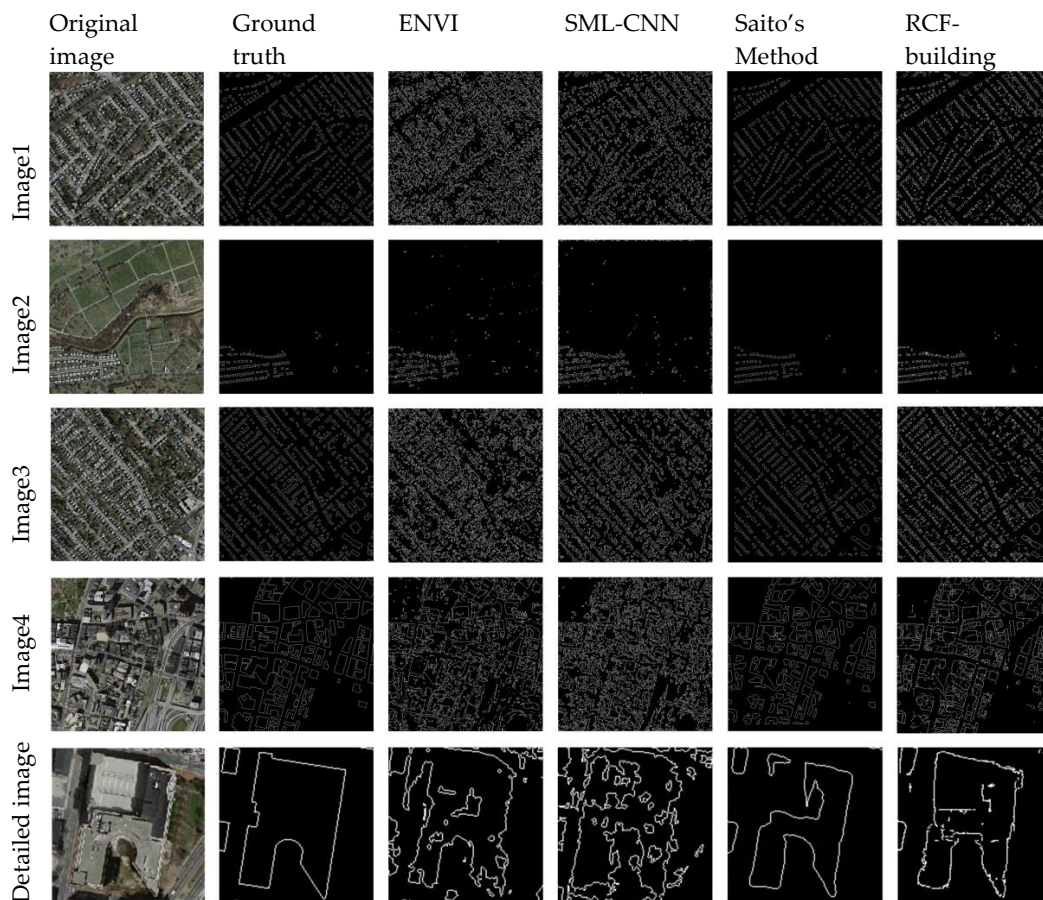 Original image
Ground truth
ENVI
SML-CNN
Saito's Method
RCF-building
Image1
Image2
Image3
Image4
Detailed image